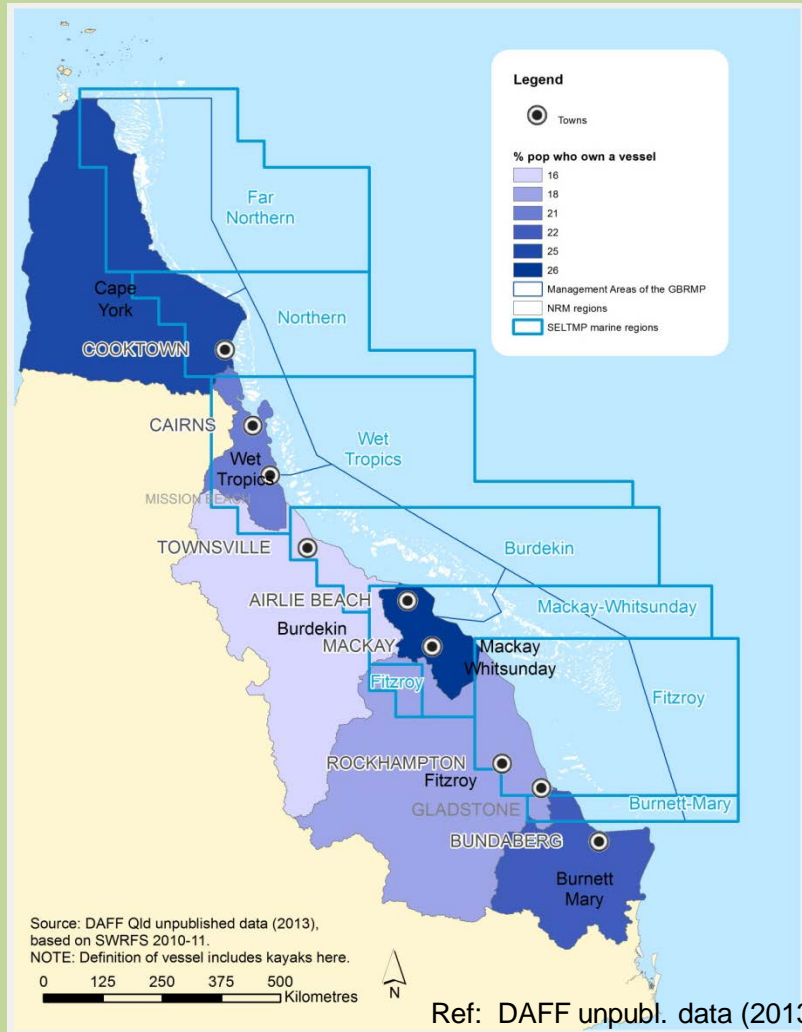 Legend
Towns
% pop who own a vessel
16
18
21
22
25
26
Management Areas of the GBRMP
NRM regions
SELTMP marine regions
Far
Northern
Cape
York
Northern
COOKTOWN
CAIRNS
Wet
Tropics
Wet
Tropics
MISSION BEACH
TOWNSVILLE
Burdekin
AIRLIE BEACH
Mackay-Whitsunday
Burdekin
MACKAY
Mackay
Whitsunday
Fitzroy
Fitzroy
ROCKHAMPTON
Fitzroy
GLADSTONE
Burnett-Mary
BUNDABERG
Burnett
Mary
Source: DAFF Qld unpublished data (2013),
based on SWRFS 2010-11.
NOTE: Definition of vessel includes kayaks here.
0 125 250 375 500
Kilometres
N
Ref: DAFF unpubl. data (2013